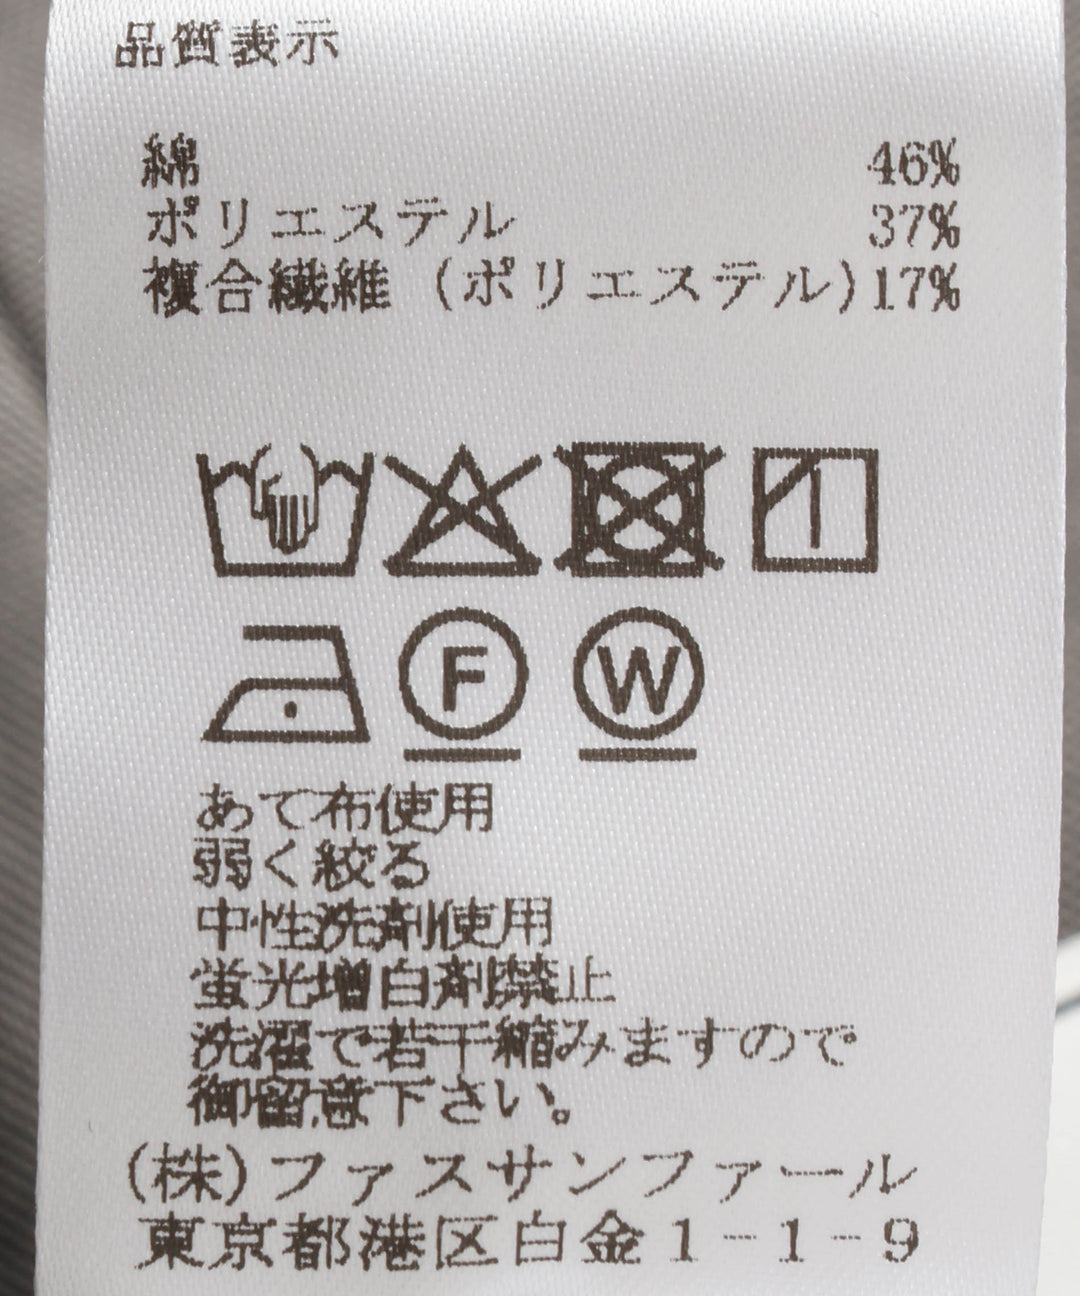 品質表示
綿 46%
ポリエステル 37%
複合繊維 (ポリエステル) 17%
F W
あて布使用
弱く絞る
中性洗剤使用
蛍光増白剤禁止
洗濯で若干縮みますので
御留意下さい。
(株)ファスサンファール
東京都港区白金1-1-9